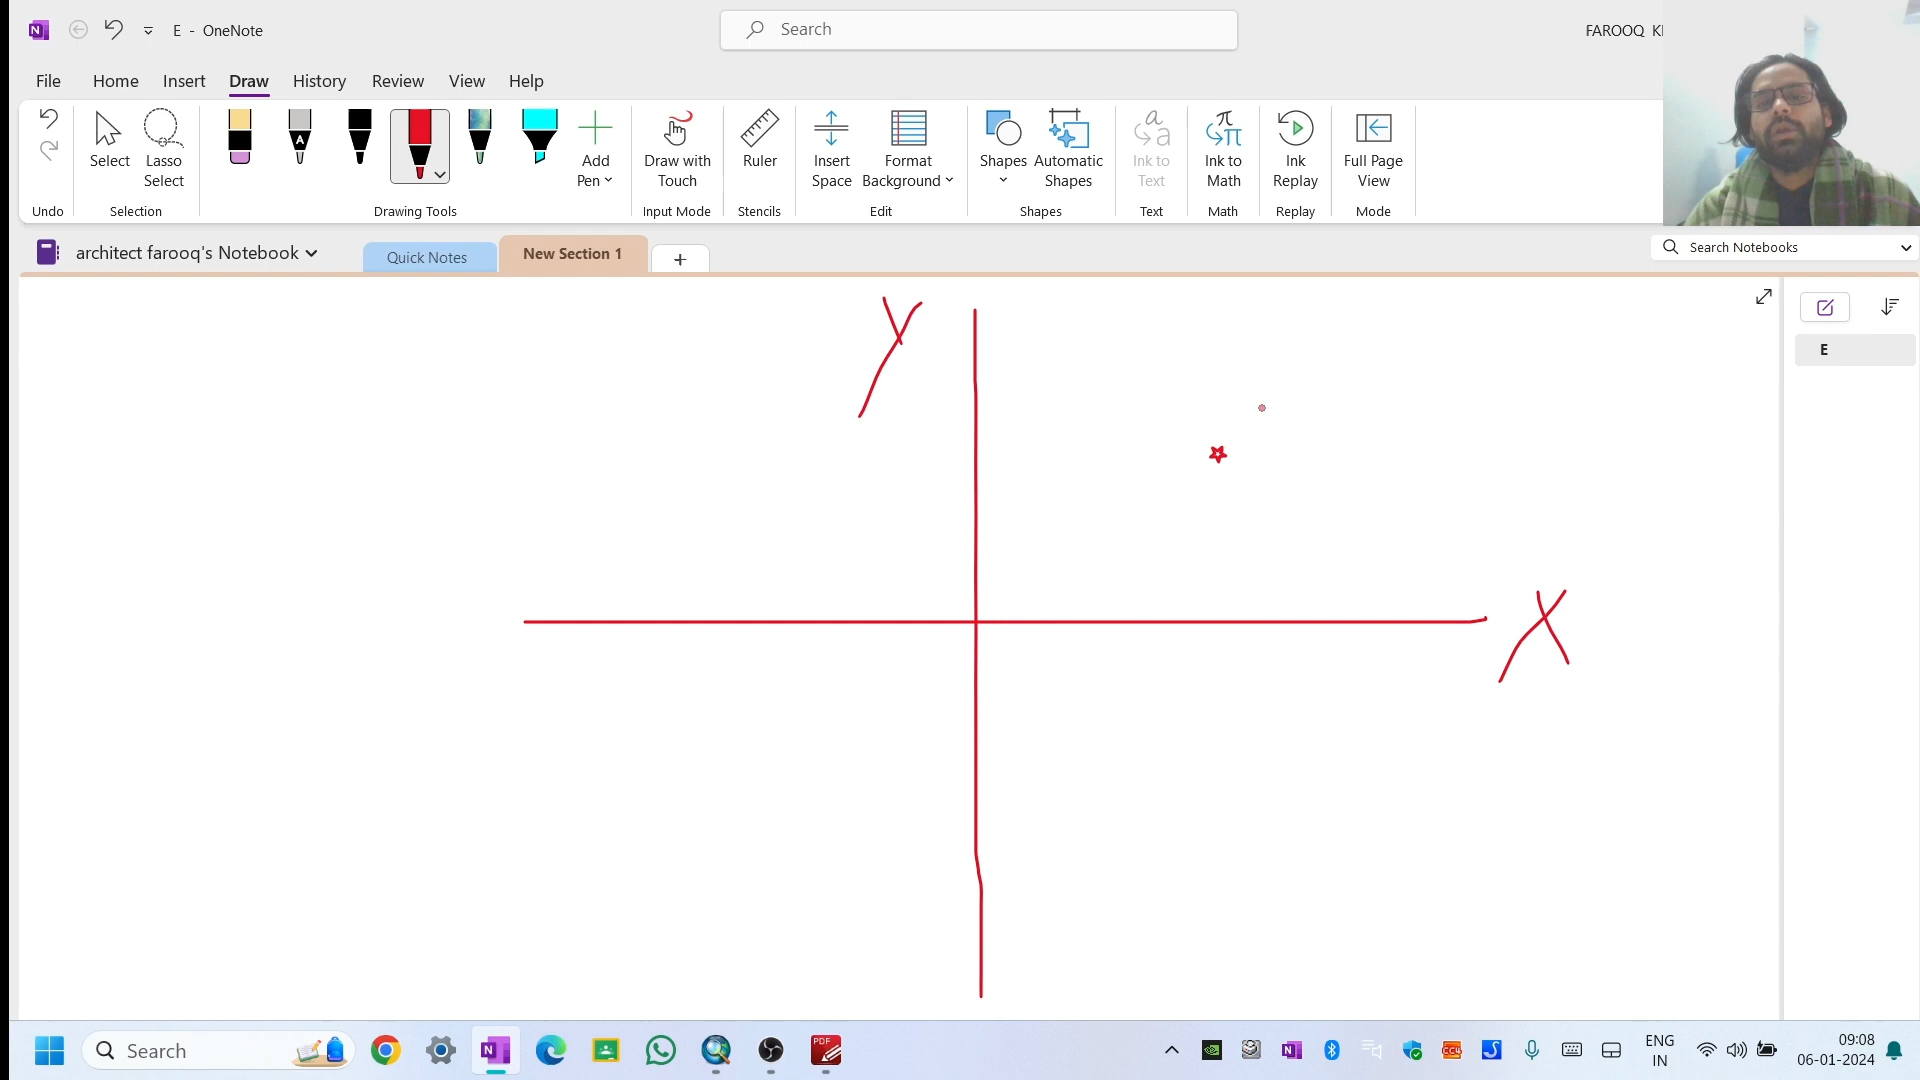 E - OneNote
Search
FAROOQ
File Home Insert Draw History Review View Help
Select
Lasso Select
A
Add Pen
Draw with Touch
Ruler
Insert Space
Format Background
Shapes
Automatic Shapes
Ink to Text
Ink to Math
Ink Replay
Full Page View
Undo Selection Drawing Tools Input Mode Stencils Edit Shapes Text Math Replay Mode
architect farooq's Notebook
Quick Notes
New Section 1
+
Search Notebooks
E
Y
X
Search
PDF
ENG
IN
09:08
06-01-2024